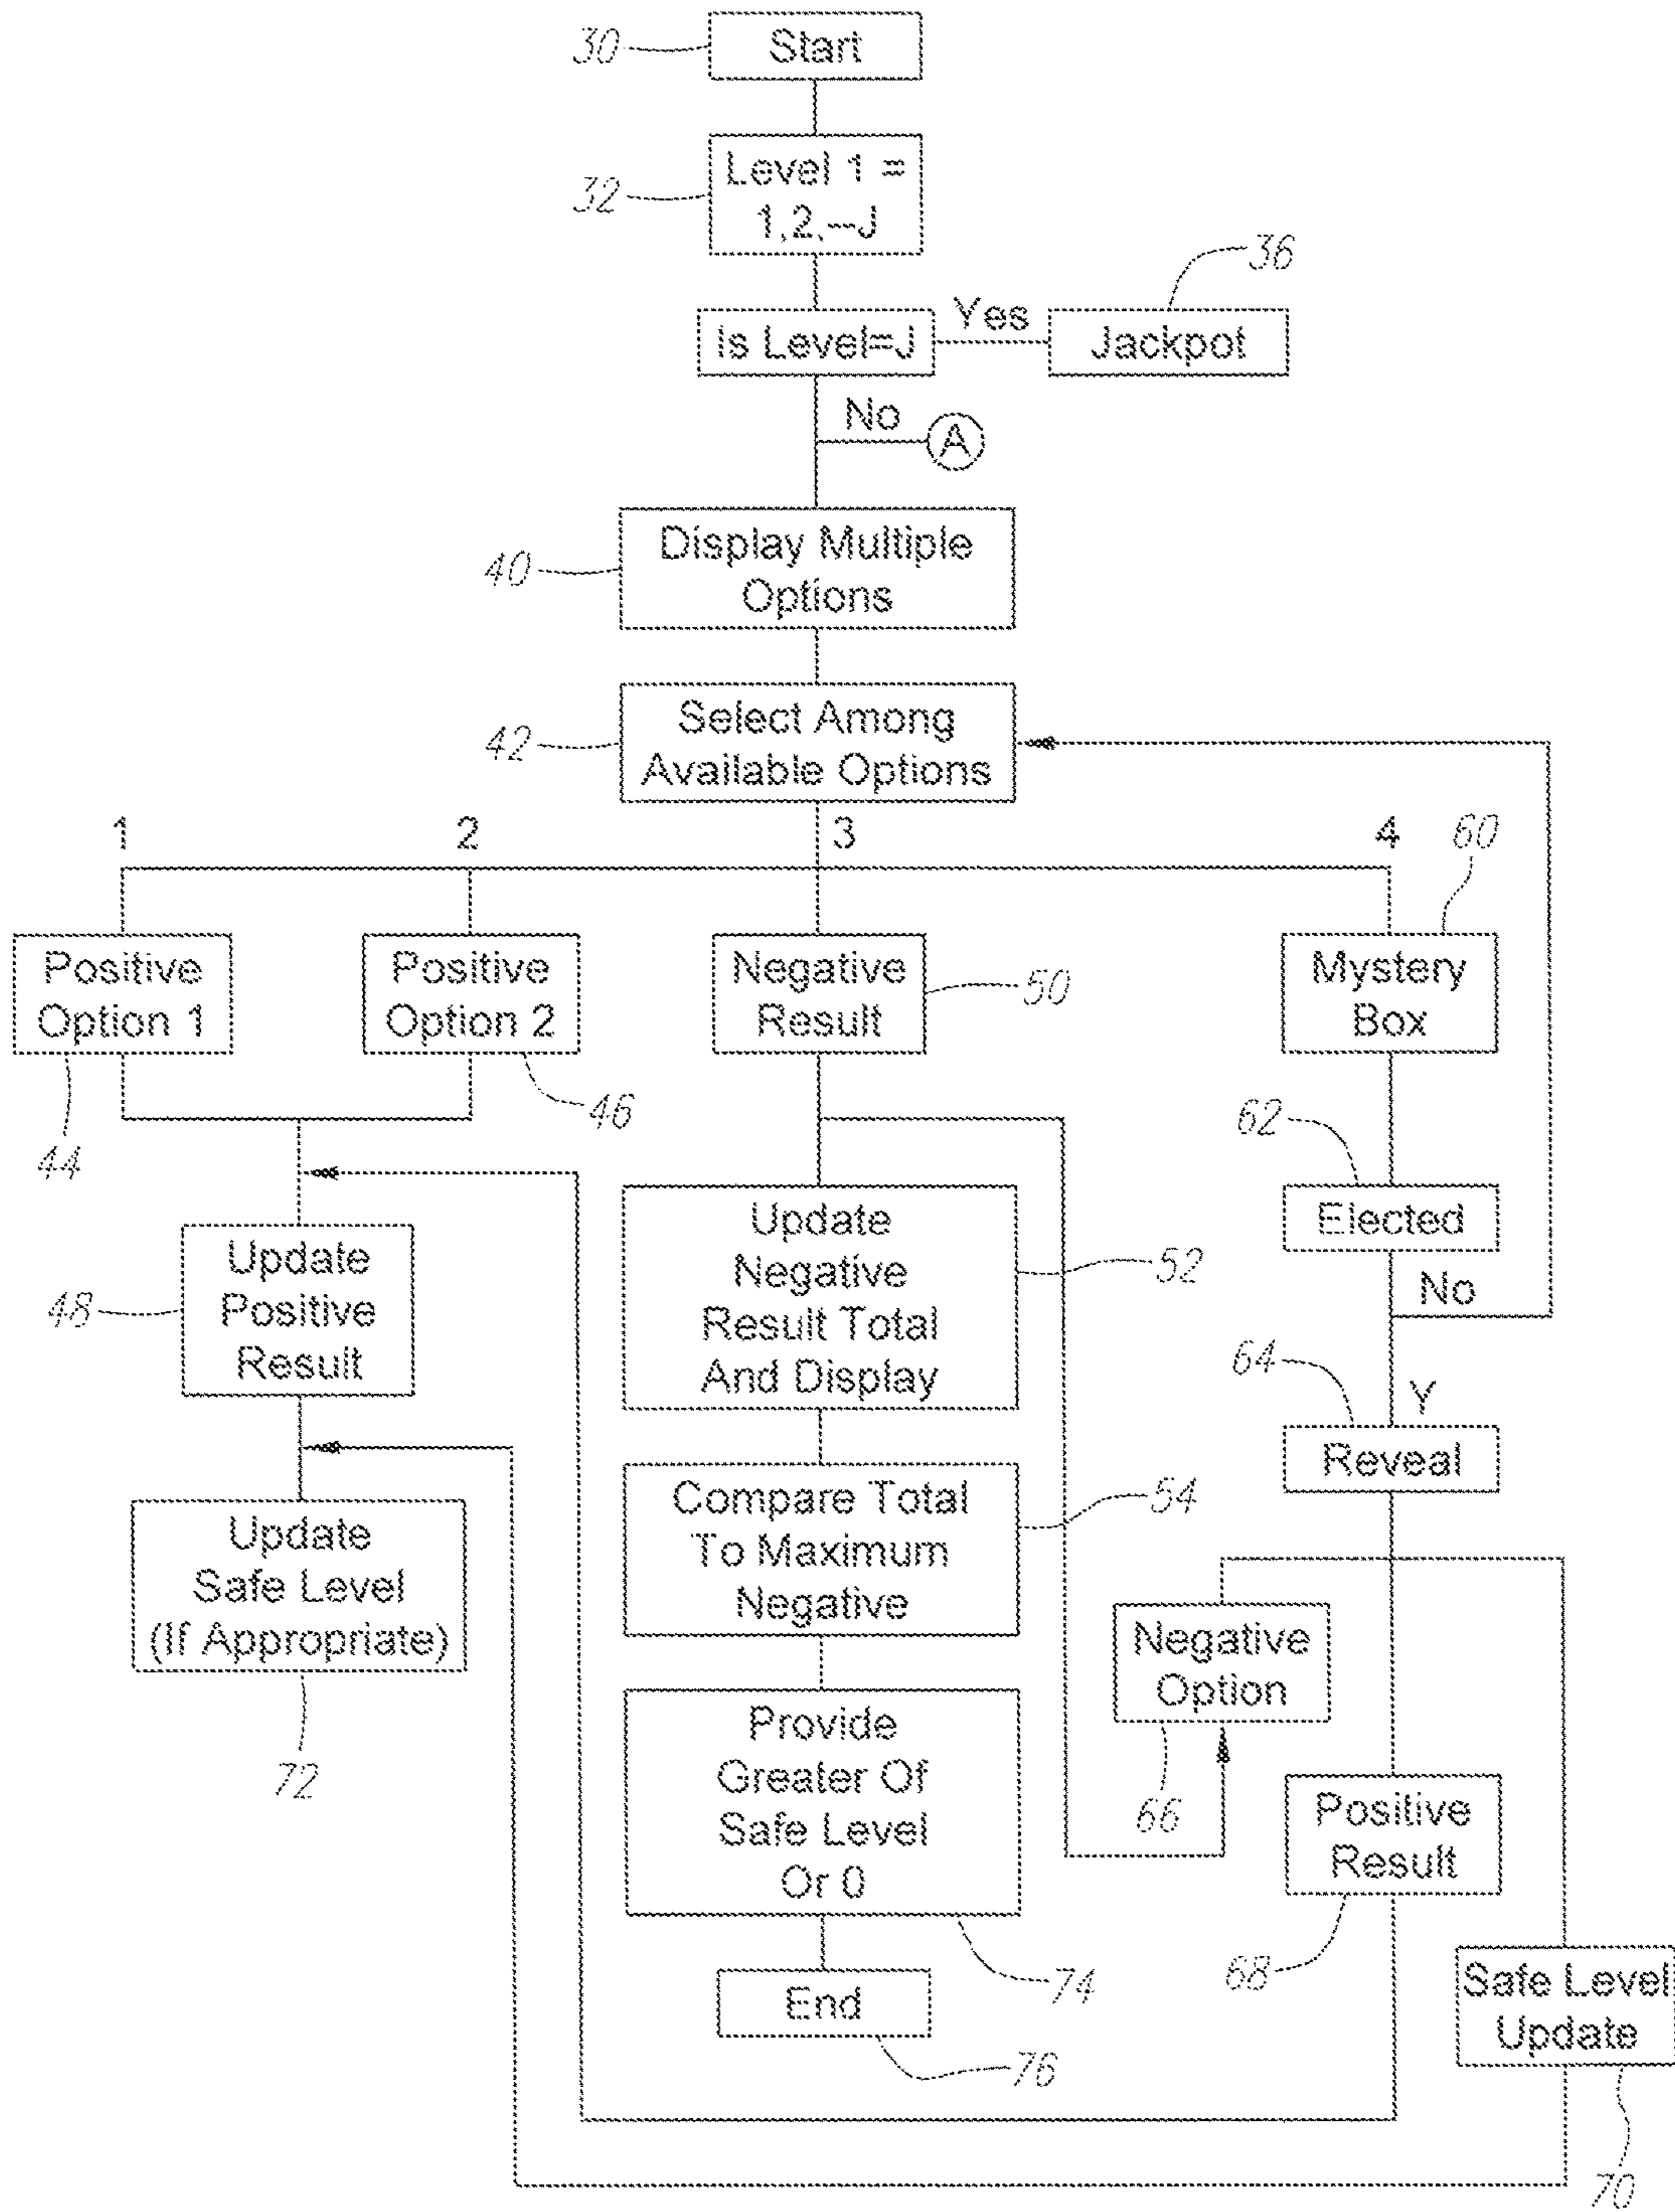 30
Start
32
Level 1 =
1,2,--J
36
Is Level=J
Yes
Jackpot
No
A
40
Display Multiple
Options
42
Select Among
Available Options
1
2
3
4
60
Positive
Option 1
Positive
Option 2
Negative
Result
50
Mystery
Box
44
46
62
Elected
No
48
Update
Positive
Result
Update
Negative
Result Total
And Display
52
64
Y
Reveal
Update
Safe Level
(If Appropriate)
72
Compare Total
To Maximum
Negative
54
Negative
Option
66
Provide
Greater Of
Safe Level
Or 0
74
Positive
Result
68
End
76
Safe Level
Update
70